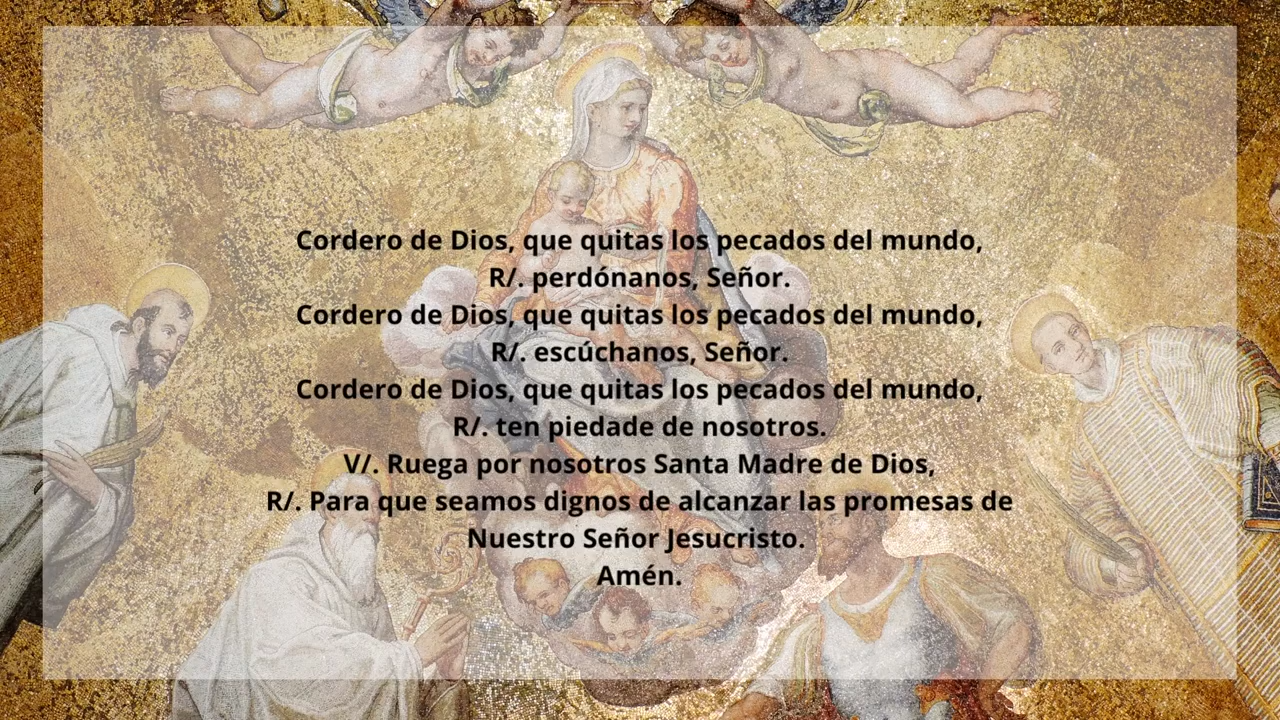 Cordero de Dios, que quitas los pecados del mundo,
R/. perdónanos, Señor.
Cordero de Dios, que quitas los pecados del mundo,
R/. escúchanos, Señor.
Cordero de Dios, que quitas los pecados del mundo,
R/. ten piedade de nosotros.
V/. Ruega por nosotros Santa Madre de Dios,
R/. Para que seamos dignos de alcanzar las promesas de
Nuestro Señor Jesucristo.
Amén.